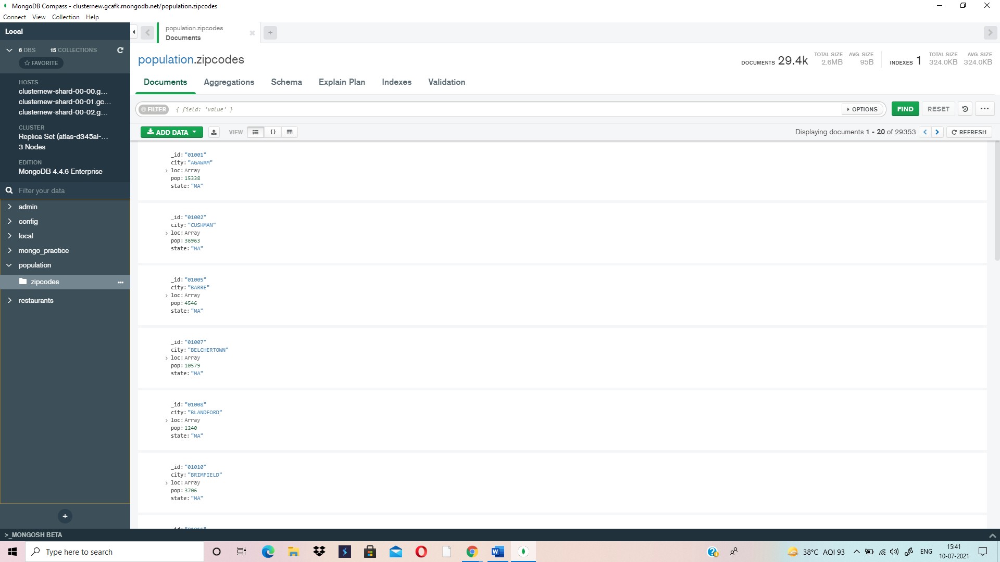 MongoDB Compass - clusternew.gcafk.mongodb.net/population.zipcodes
Connect View Collection Help
Local
6 DBS 15 COLLECTIONS
FAVORITE
HOSTS
clusternew-shard-00-00.g...
clusternew-shard-00-01.gc...
clusternew-shard-00-02.g...
CLUSTER
Replica Set (atlas-d345al-...
3 Nodes
EDITION
MongoDB 4.4.6 Enterprise
Filter your data
admin
config
local
mongo_practice
population
zipcodes
restaurants
>_MONGOSH BETA
population.zipcodes
Documents
population.zipcodes
DOCUMENTS 29.4k TOTAL SIZE 2.6MB AVG. SIZE 95B INDEXES 1 TOTAL SIZE 324.0KB AVG. SIZE 324.0KB
Documents Aggregations Schema Explain Plan Indexes Validation
FILTER { field: 'value' } OPTIONS FIND RESET
ADD DATA VIEW {} Displaying documents 1 - 20 of 29353 REFRESH
_id: "01001"
city: "AGAWAM"
loc: Array
pop: 15338
state: "MA"
_id: "01002"
city: "CUSHMAN"
loc: Array
pop: 36963
state: "MA"
_id: "01005"
city: "BARRE"
loc: Array
pop: 4546
state: "MA"
_id: "01007"
city: "BELCHERTOWN"
loc: Array
pop: 10579
state: "MA"
_id: "01008"
city: "BLANDFORD"
loc: Array
pop: 1240
state: "MA"
_id: "01010"
city: "BRIMFIELD"
loc: Array
pop: 3706
state: "MA"
Type here to search
38°C AQI 93 ENG
15:41
10-07-2021